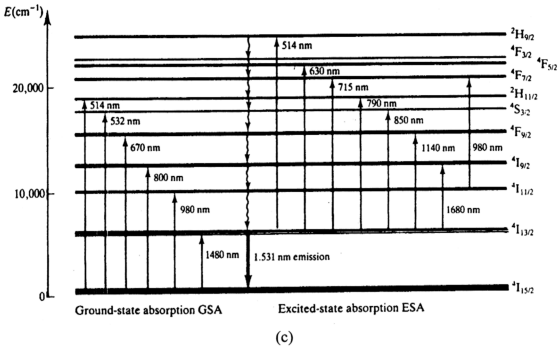 E(cm⁻¹)
²H₉/₂
⁴F₃/₂
⁴F₅/₂
⁴F₇/₂
²H₁₁/₂
⁴S₃/₂
⁴F₉/₂
⁴I₉/₂
⁴I₁₁/₂
⁴I₁₃/₂
⁴I₁₅/₂
20,000
10,000
0
514 nm
532 nm
670 nm
800 nm
980 nm
1480 nm
1.531 nm emission
514 nm
630 nm
715 nm
790 nm
850 nm
1140 nm
980 nm
1680 nm
Ground-state absorption GSA
Excited-state absorption ESA
(c)